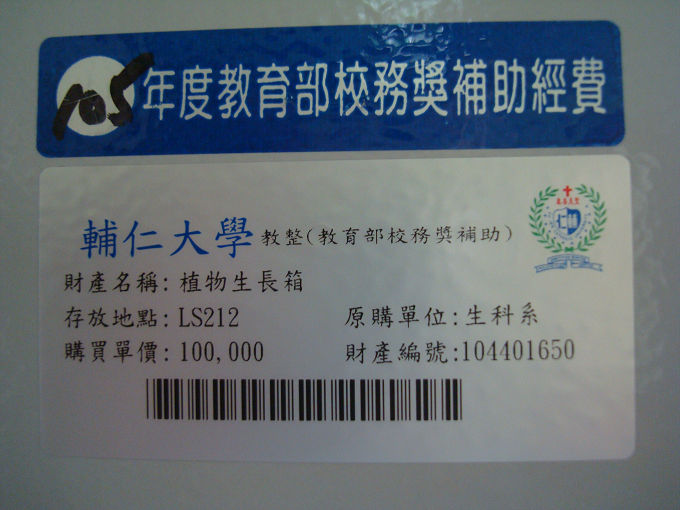 105年度教育部校務獎補助經費
輔仁大學 教整(教育部校務獎補助)
財產名稱: 植物生長箱
存放地點: LS212 原購單位: 生科系
購買單價: 100,000 財產編號:104401650